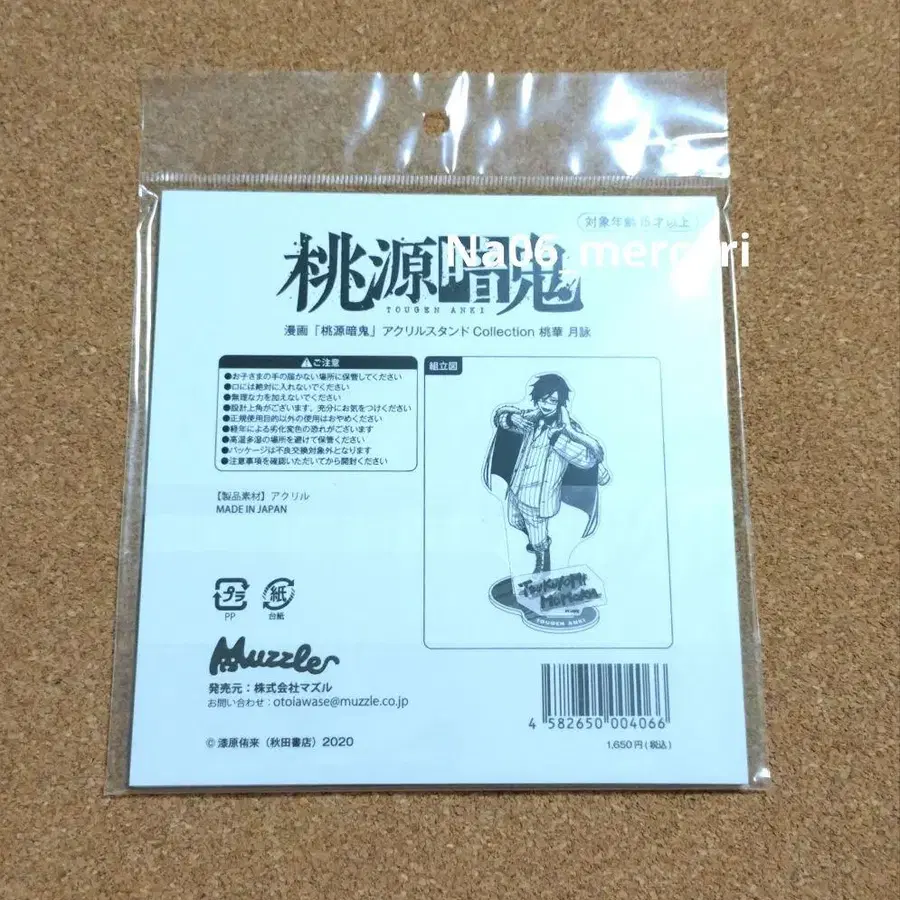 対象年齢15才以上
Na06_mercari
桃源暗鬼
TOUGEN ANKI
漫画「桃源暗鬼」アクリルスタンド Collection 桃華 月詠
⚠ご注意
●お子さまの手の届かない場所に保管してください
●口には絶対に入れないでください
●無理な力を加えないでください
●設計上角がございます。充分にお気をつけください
●正規使用目的以外の使用はおやめください
●経年による劣化変色の恐れがございます
●高温多湿の場所を避けて保管ください
●パッケージは不良交換対象外となります
●注意事項を確認いただいてから開封ください
組立図
TSUKUYOMI
MOMOKA
TOUGEN ANKI
【製品素材】アクリル
MADE IN JAPAN
プラ
PP
紙
台紙
Muzzle
発売元：株式会社マズル
お問い合わせ：otoiawase@muzzle.co.jp
©漆原侑来（秋田書店）2020
4 582650 004066
1,650円(税込)